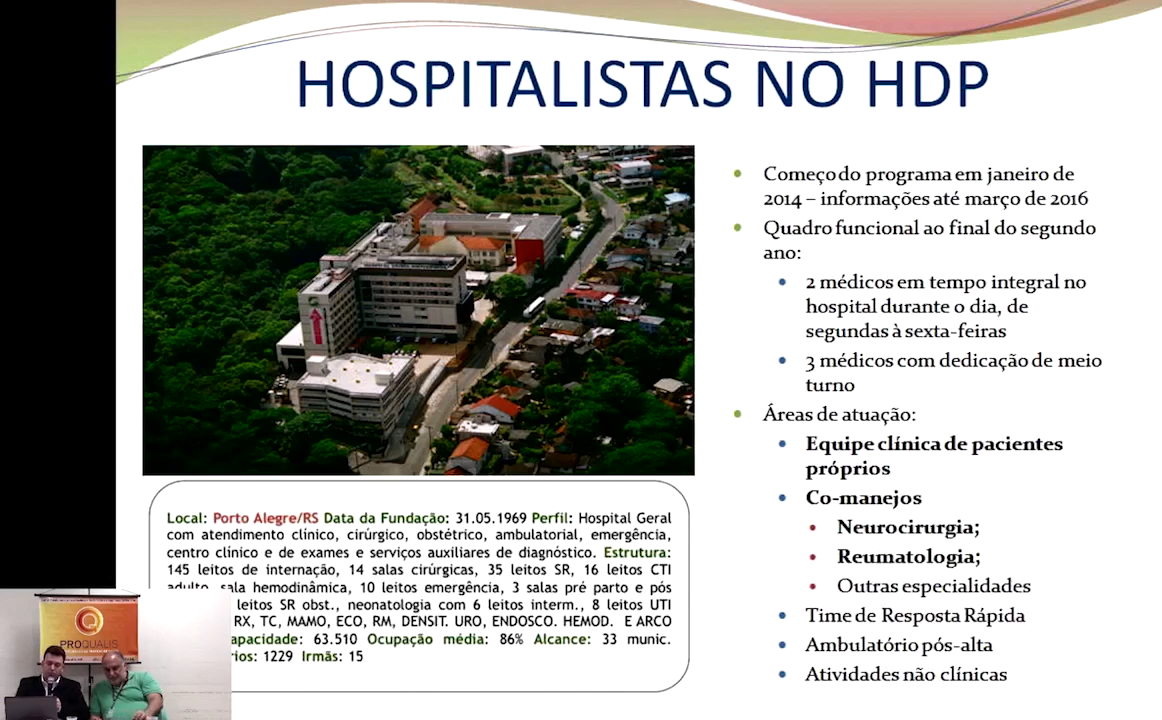 HOSPITALISTAS NO HDP
Começo do programa em janeiro de
2014 – informações até março de 2016
Quadro funcional ao final do segundo
ano:
2 médicos em tempo integral no
hospital durante o dia, de
segundas à sexta-feiras
3 médicos com dedicação de meio
turno
Áreas de atuação:
Equipe clínica de pacientes
próprios
Co-manejos
Neurocirurgia;
Reumatologia;
Outras especialidades
Time de Resposta Rápida
Ambulatório pós-alta
Atividades não clínicas
Local: Porto Alegre/RS Data da Fundação: 31.05.1969 Perfil: Hospital Geral
com atendimento clínico, cirúrgico, obstétrico, ambulatorial, emergência,
centro clínico e de exames e serviços auxiliares de diagnóstico. Estrutura:
145 leitos de internação, 14 salas cirúrgicas, 35 leitos SR, 16 leitos CTI
adulto, sala hemodinâmica, 10 leitos emergência, 3 salas pré parto e pós
leitos SR obst., neonatologia com 6 leitos interm., 8 leitos UTI
RX, TC, MAMO, ECO, RM, DENSIT. URO, ENDOSCO. HEMOD. E ARCO
apacidade: 63.510 Ocupação média: 86% Alcance: 33 munic.
rios: 1229 Irmãs: 15
PROQUALIS